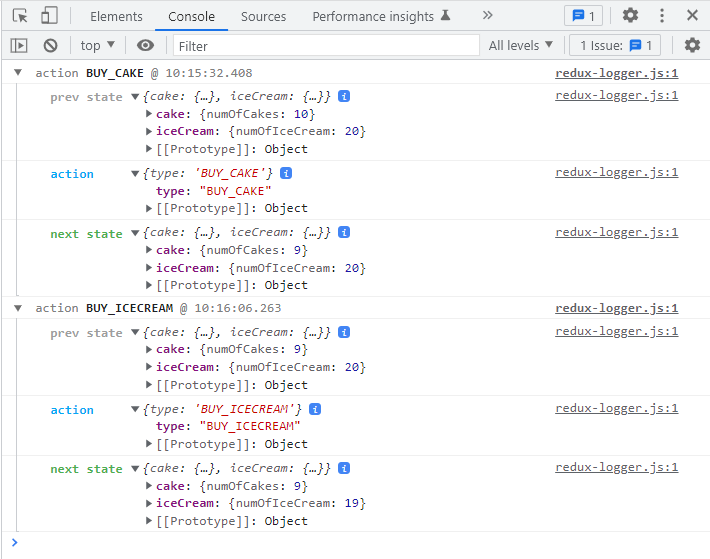 Elements Console Sources Performance insights » 1
top Filter All levels 1 Issue: 1
action BUY_CAKE @ 10:15:32.408 redux-logger.js:1
prev state {cake: {…}, iceCream: {…}} i redux-logger.js:1
cake: {numOfCakes: 10}
iceCream: {numOfIceCream: 20}
[[Prototype]]: Object
action {type: 'BUY_CAKE'} i redux-logger.js:1
type: "BUY_CAKE"
[[Prototype]]: Object
next state {cake: {…}, iceCream: {…}} i redux-logger.js:1
cake: {numOfCakes: 9}
iceCream: {numOfIceCream: 20}
[[Prototype]]: Object
action BUY_ICECREAM @ 10:16:06.263 redux-logger.js:1
prev state {cake: {…}, iceCream: {…}} i redux-logger.js:1
cake: {numOfCakes: 9}
iceCream: {numOfIceCream: 20}
[[Prototype]]: Object
action {type: 'BUY_ICECREAM'} i redux-logger.js:1
type: "BUY_ICECREAM"
[[Prototype]]: Object
next state {cake: {…}, iceCream: {…}} i redux-logger.js:1
cake: {numOfCakes: 9}
iceCream: {numOfIceCream: 19}
[[Prototype]]: Object